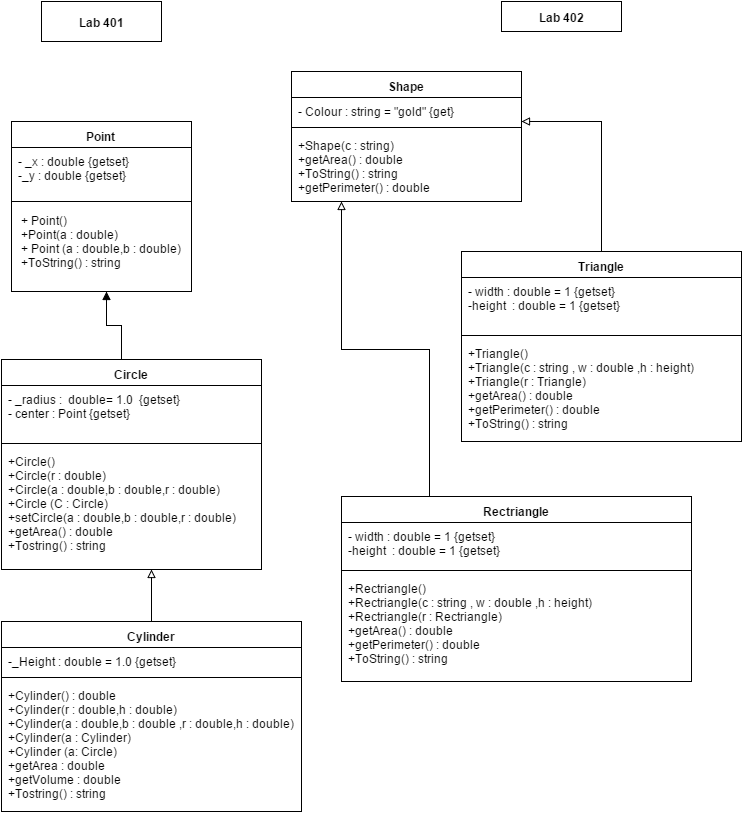 Lab 401
Lab 402
Point
- _x : double {getset}
-_y : double {getset}
+ Point()
+Point(a : double)
+ Point (a : double,b : double)
+ToString() : string
Circle
- _radius :  double= 1.0  {getset}
- center : Point {getset}
+Circle()
+Circle(r : double)
+Circle(a : double,b : double,r : double)
+Circle (C : Circle)
+setCircle(a : double,b : double,r : double)
+getArea() : double
+Tostring() : string
Cylinder
-_Height : double = 1.0 {getset}
+Cylinder() : double
+Cylinder(r : double,h : double)
+Cylinder(a : double,b : double ,r : double,h : double)
+Cylinder(a : Cylinder)
+Cylinder (a: Circle)
+getArea : double
+getVolume : double
+Tostring() : string
Shape
- Colour : string = "gold" {get}
+Shape(c : string)
+getArea() : double
+ToString() : string
+getPerimeter() : double
Triangle
- width : double = 1 {getset}
-height  : double = 1 {getset}
+Triangle()
+Triangle(c : string , w : double ,h : height)
+Triangle(r : Triangle)
+getArea() : double
+getPerimeter() : double
+ToString() : string
Rectriangle
- width : double = 1 {getset}
-height  : double = 1 {getset}
+Rectriangle()
+Rectriangle(c : string , w : double ,h : height)
+Rectriangle(r : Rectriangle)
+getArea() : double
+getPerimeter() : double
+ToString() : string